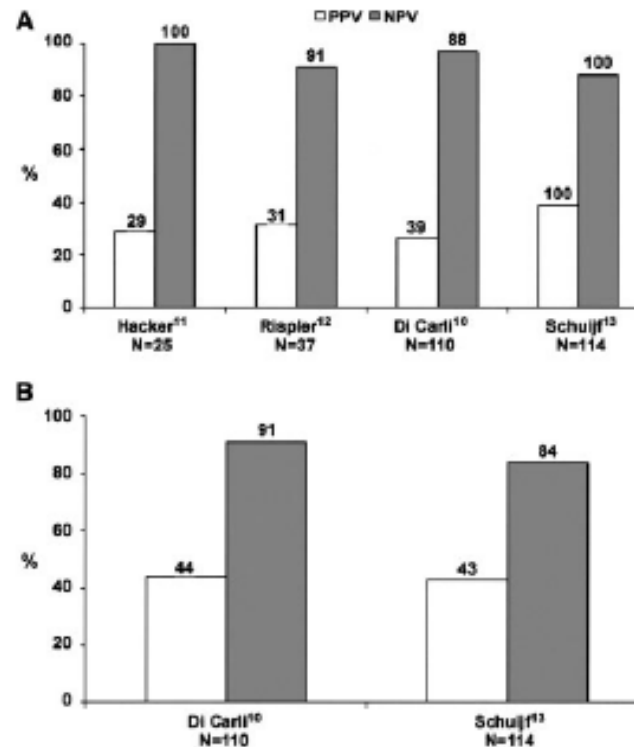 A
PPV NPV
100
80
60
40
20
0
%
29
100
31
91
39
88
100
100
Hacker¹¹
N=25
Rispler¹²
N=37
Di Carli¹⁰
N=110
Schuijf¹³
N=114
B
100
80
60
40
20
0
%
44
91
43
84
Di Carli¹⁰
N=110
Schuijf¹³
N=114